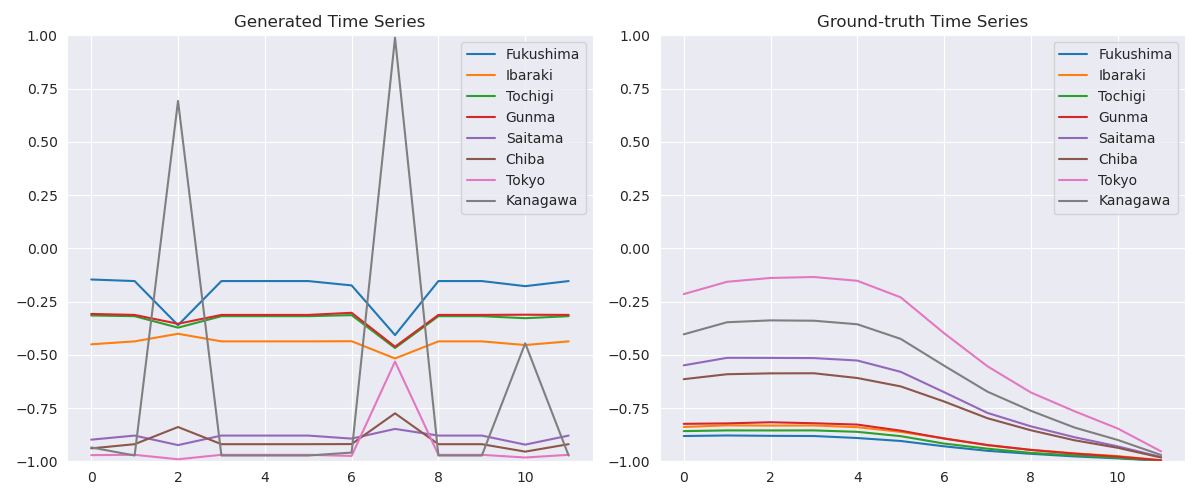 Generated Time Series
1.00
0.75
0.50
0.25
0.00
−0.25
−0.50
−0.75
−1.00
0 2 4 6 8 10
Fukushima
Ibaraki
Tochigi
Gunma
Saitama
Chiba
Tokyo
Kanagawa
Ground-truth Time Series
1.00
0.75
0.50
0.25
0.00
−0.25
−0.50
−0.75
−1.00
0 2 4 6 8 10
Fukushima
Ibaraki
Tochigi
Gunma
Saitama
Chiba
Tokyo
Kanagawa